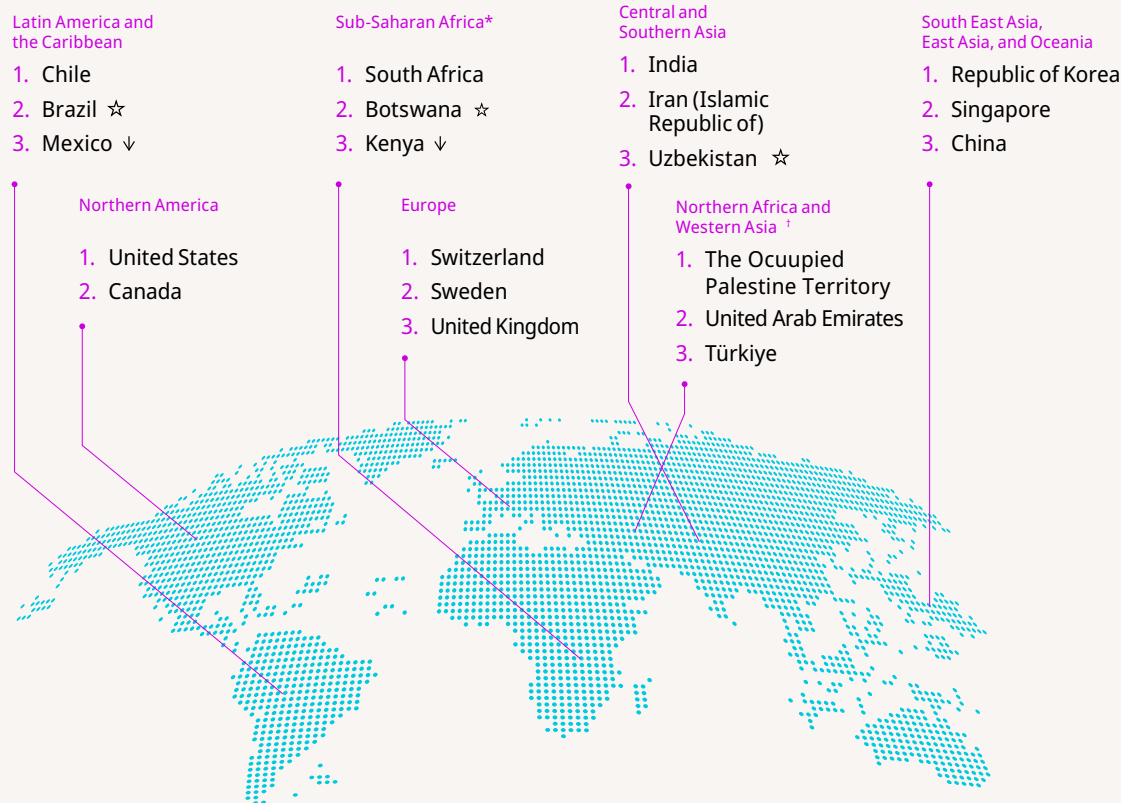 Latin America and
the Caribbean
1. Chile
2. Brazil ☆
3. Mexico ↓
Sub-Saharan Africa*
1. South Africa
2. Botswana ☆
3. Kenya ↓
Central and
Southern Asia
1. India
2. Iran (Islamic
Republic of)
3. Uzbekistan ☆
South East Asia,
East Asia, and Oceania
1. Republic of Korea
2. Singapore
3. China
Northern America
1. United States
2. Canada
Europe
1. Switzerland
2. Sweden
3. United Kingdom
Northern Africa and
Western Asia †
1. The Ocuupied
Palestine Territory
2. United Arab Emirates
3. Türkiye